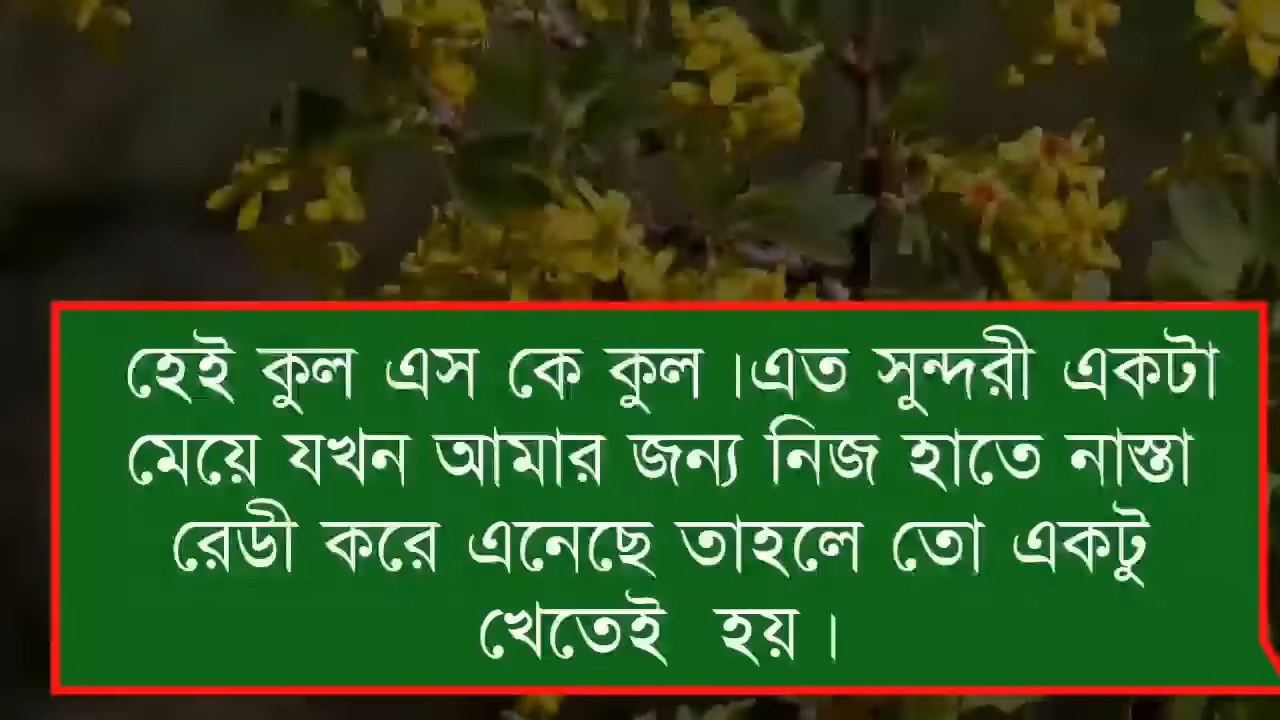 হেই কুল এস কে কুল ।এত সুন্দরী একটা
মেয়ে যখন আমার জন্য নিজ হাতে নাস্তা
রেডী করে এনেছে তাহলে তো একটু
খেতেই হয় ।